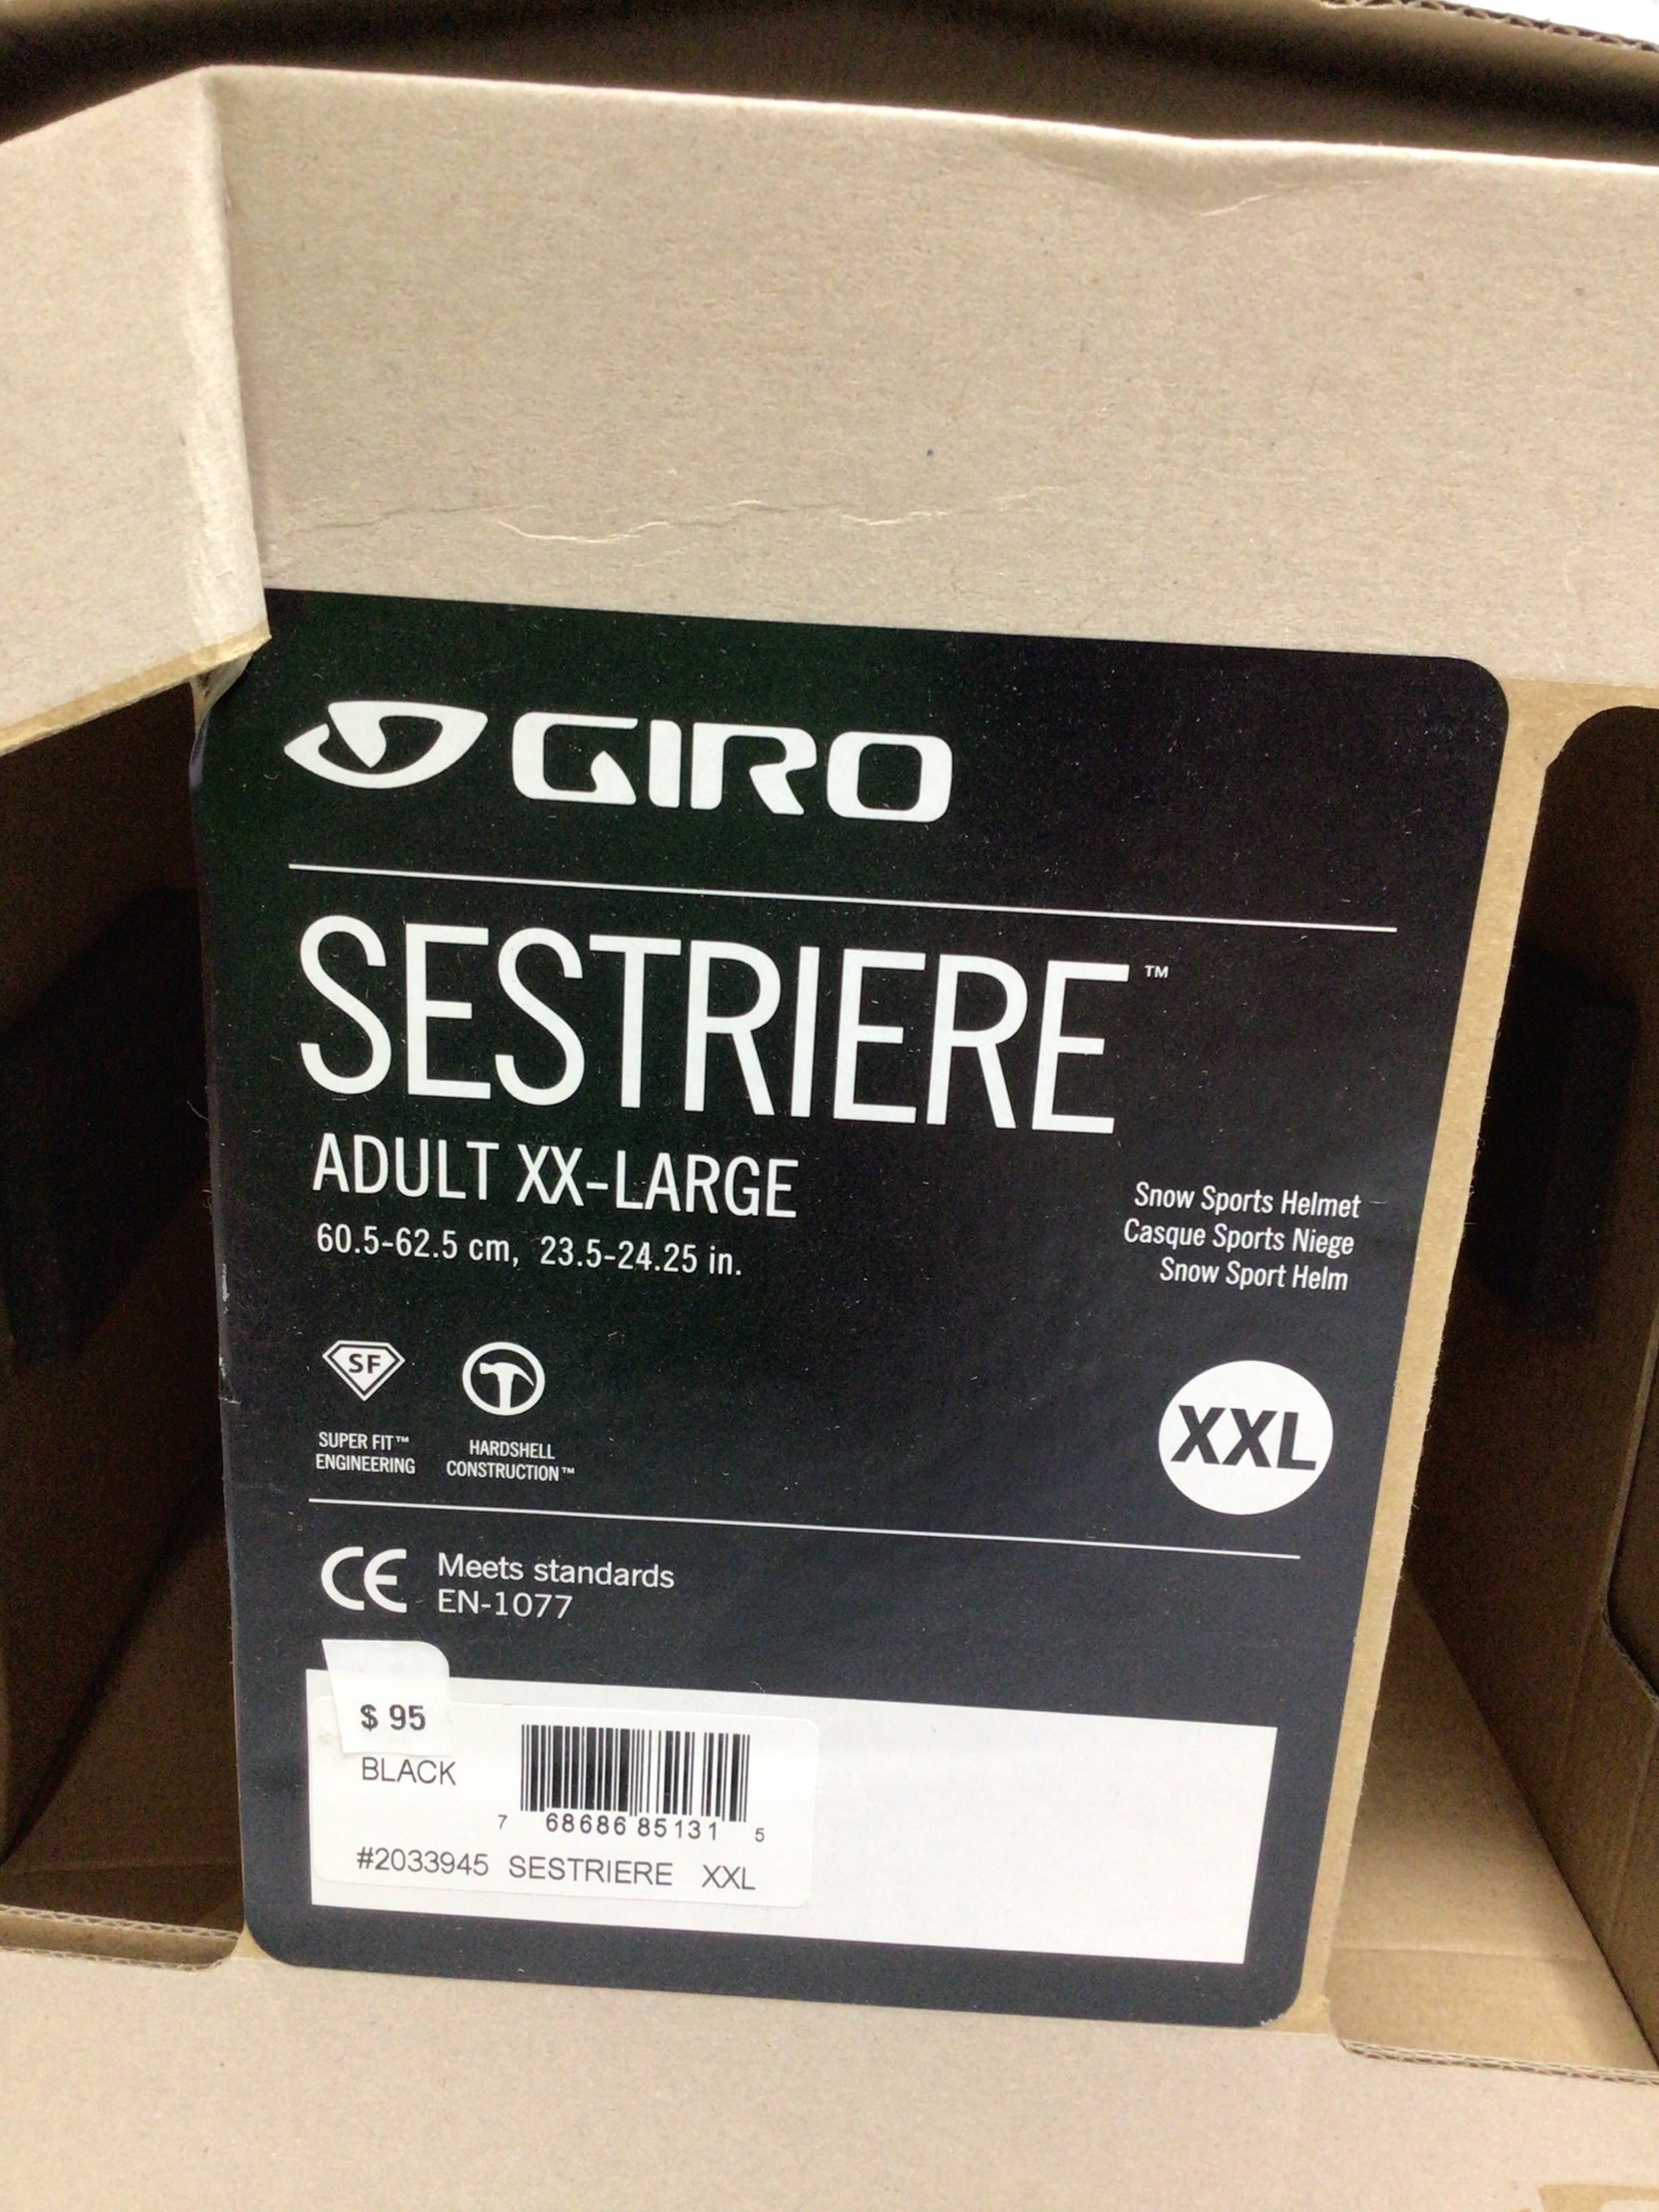 GIRO
SESTRIERE™
ADULT XX-LARGE
60.5-62.5 cm, 23.5-24.25 in.
Snow Sports Helmet
Casque Sports Niege
Snow Sport Helm
SF
SUPER FIT™
ENGINEERING
HARDSHELL
CONSTRUCTION™
XXL
CE
Meets standards
EN-1077
$ 95
BLACK
7 68686 85131 5
#2033945 SESTRIERE XXL